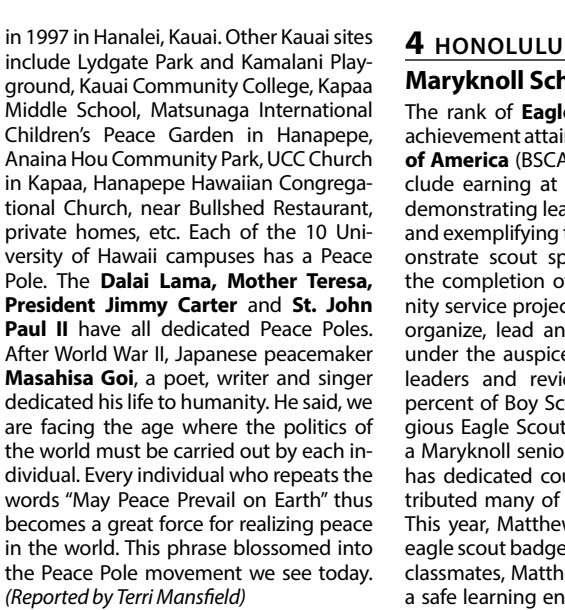 in 1997 in Hanalei, Kauai. Other Kauai sites
include Lydgate Park and Kamalani Play-
ground, Kauai Community College, Kapaa
Middle School, Matsunaga International
Children’s Peace Garden in Hanapepe,
Anaina Hou Community Park, UCC Church
in Kapaa, Hanapepe Hawaiian Congrega-
tional Church, near Bullshed Restaurant,
private homes, etc. Each of the 10 Uni-
versity of Hawaii campuses has a Peace
Pole. The Dalai Lama, Mother Teresa,
President Jimmy Carter and St. John
Paul II have all dedicated Peace Poles.
After World War II, Japanese peacemaker
Masahisa Goi, a poet, writer and singer
dedicated his life to humanity. He said, we
are facing the age where the politics of
the world must be carried out by each in-
dividual. Every individual who repeats the
words “May Peace Prevail on Earth” thus
becomes a great force for realizing peace
in the world. This phrase blossomed into
the Peace Pole movement we see today.
(Reported by Terri Mansfield)
4 HONOLULU
Maryknoll Sch
The rank of Eagl
achievement attai
of America (BSCA
clude earning at
demonstrating lea
and exemplifying
onstrate scout sp
the completion o
nity service projec
organize, lead an
under the auspice
leaders and revi
percent of Boy Sc
gious Eagle Scout
a Maryknoll senio
has dedicated cou
tributed many of
This year, Matthew
eagle scout badge
classmates, Matth
a safe learning en